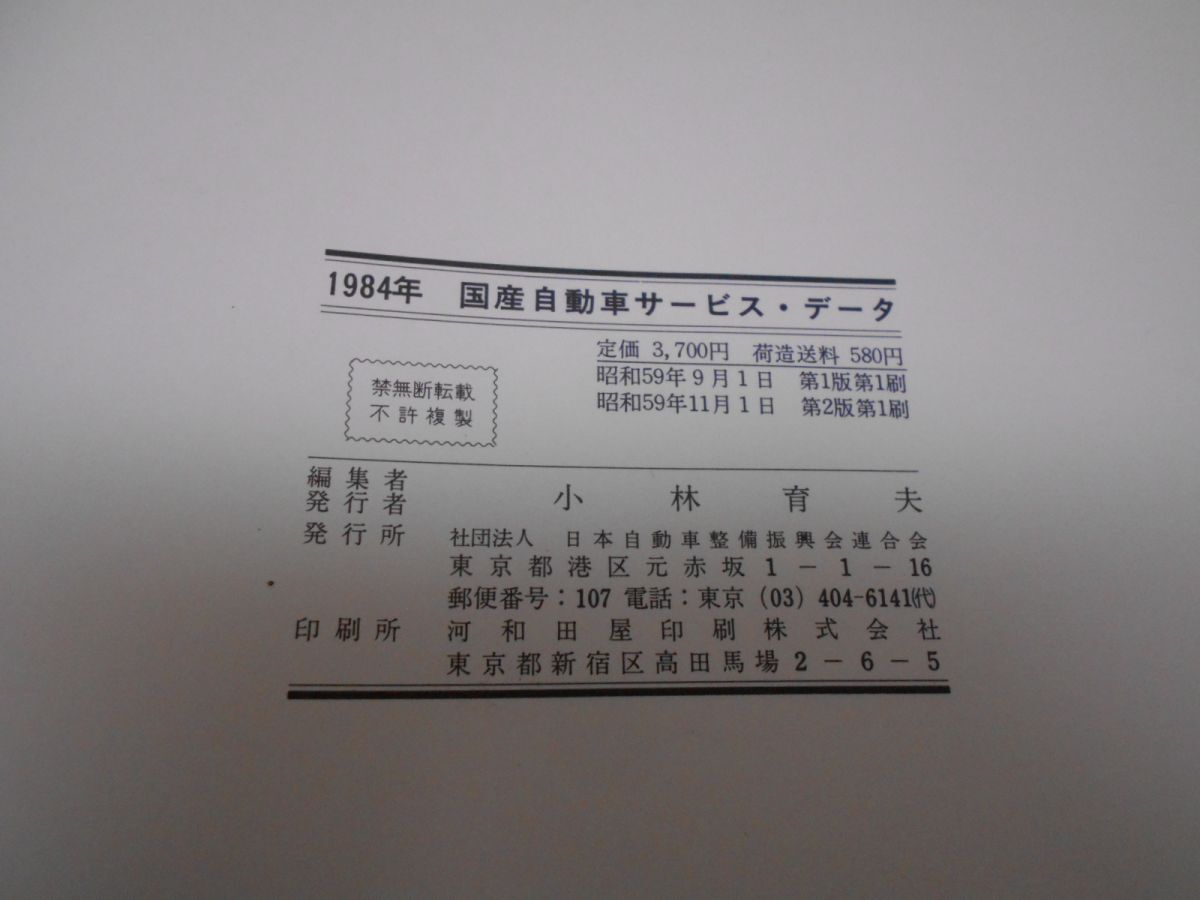 1984年 国産自動車サービス・データ
定価 3,700円 荷造送料 580円
昭和59年9月1日 第1版第1刷
昭和59年11月1日 第2版第1刷
禁無断転載
不許複製
編集者
発行者 小林育夫
発行所 社団法人 日本自動車整備振興会連合会
東京都港区元赤坂1-1-16
郵便番号:107 電話:東京(03)404-6141(代)
印刷所 河和田屋印刷株式会社
東京都新宿区高田馬場2-6-5